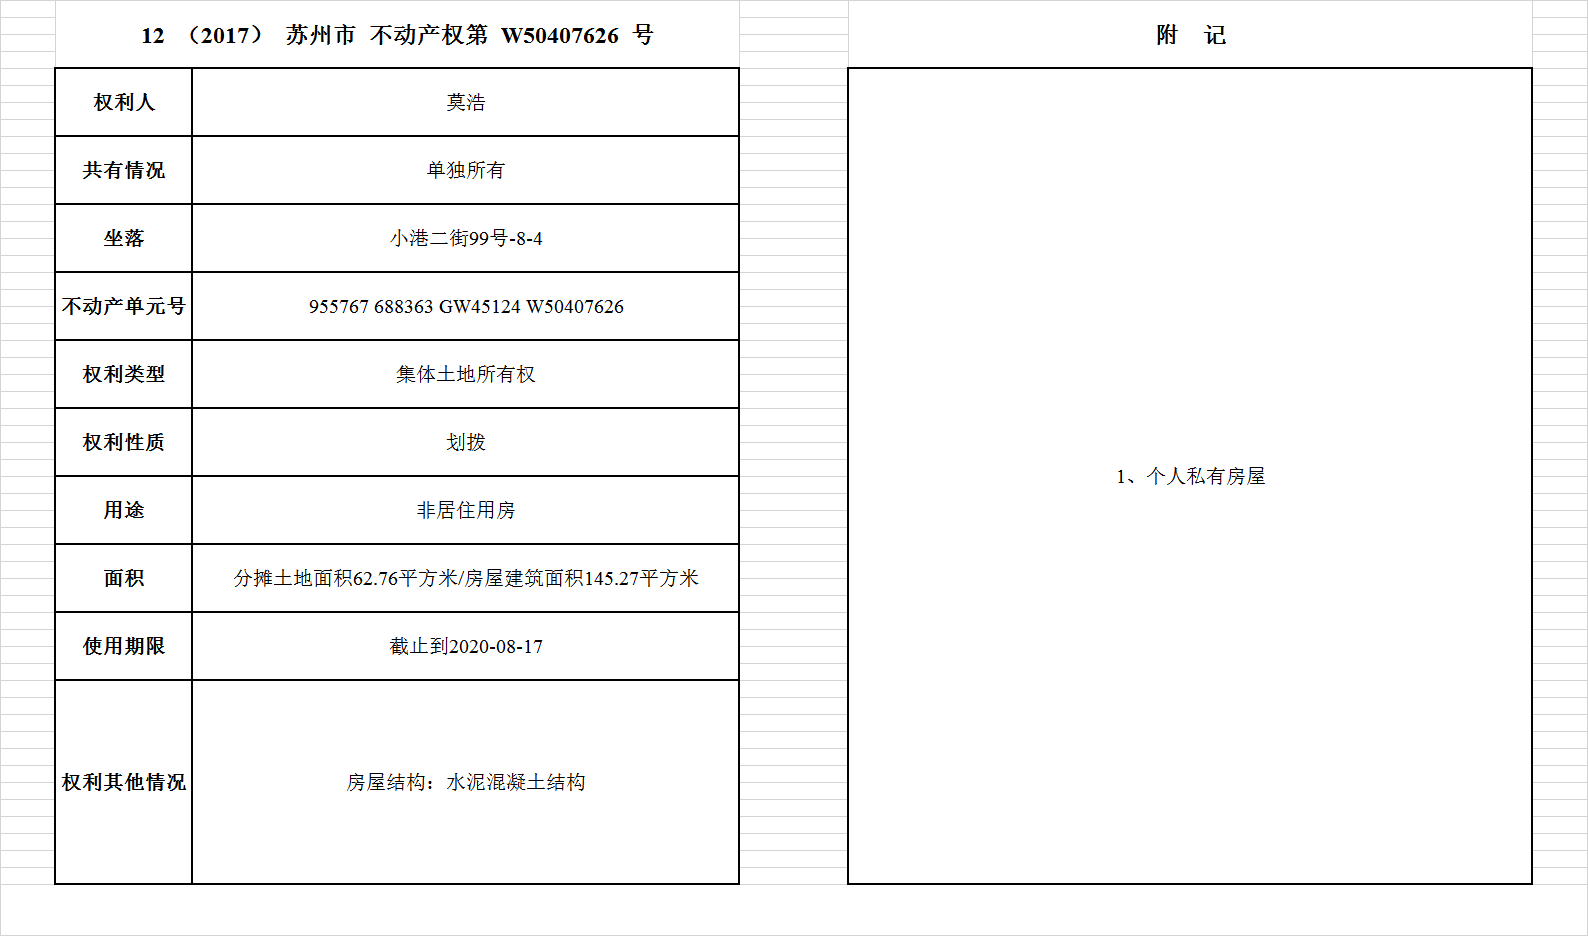 12 （2017） 苏州市 不动产权第 W50407626 号
权利人 莫浩
共有情况 单独所有
坐落 小港二街99号-8-4
不动产单元号 955767 688363 GW45124 W50407626
权利类型 集体土地所有权
权利性质 划拨
用途 非居住用房
面积 分摊土地面积62.76平方米/房屋建筑面积145.27平方米
使用期限 截止到2020-08-17
权利其他情况 房屋结构：水泥混凝土结构
附 记
1、个人私有房屋